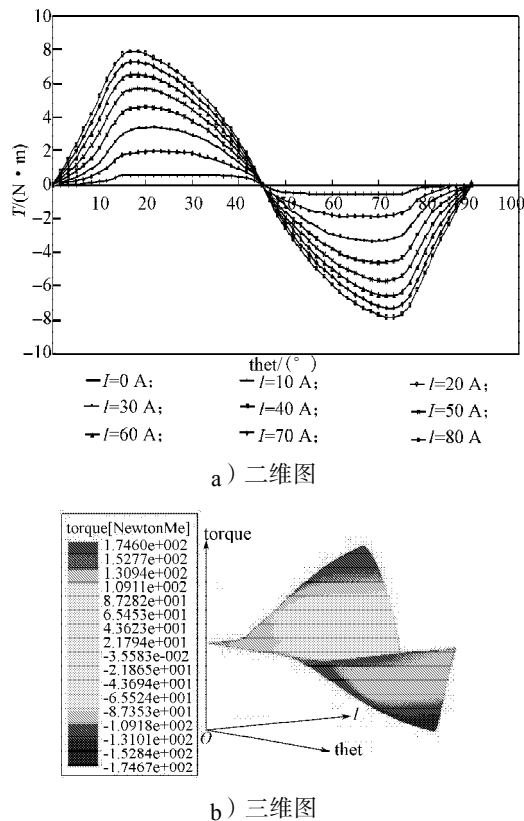 10
8
6
4
2
0
-2
-4
-6
-8
-10
T/(N·m)
10 20 30 40 50 60 70 80 90 100
thet/(°)
I=0 A; I=10 A; I=20 A;
I=30 A; I=40 A; I=50 A;
I=60 A; I=70 A; I=80 A
a）二维图
torque[NewtonMe]
1.7460e+002
1.5277e+002
1.3094e+002
1.0911e+002
8.7282e+001
6.5453e+001
4.3623e+001
2.1794e+001
-3.5583e-002
-2.1865e+001
-4.3694e+001
-6.5524e+001
-8.7353e+001
-1.0918e+002
-1.3101e+002
-1.5284e+002
-1.7467e+002
torque
I
O
thet
b）三维图